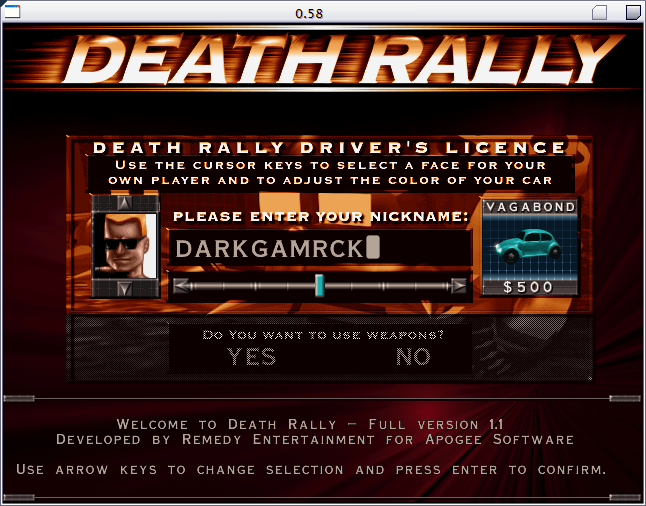 0.58
DEATH RALLY
DEATH RALLY DRIVER'S LICENCE
USE THE CURSOR KEYS TO SELECT A FACE FOR YOUR
OWN PLAYER AND TO ADJUST THE COLOR OF YOUR CAR
PLEASE ENTER YOUR NICKNAME:
VAGABOND
DARKGAMRCK
$500
DO YOU WANT TO USE WEAPONS?
YES NO
WELCOME TO DEATH RALLY - FULL VERSION 1.1
DEVELOPED BY REMEDY ENTERTAINMENT FOR APOGEE SOFTWARE
USE ARROW KEYS TO CHANGE SELECTION AND PRESS ENTER TO CONFIRM.